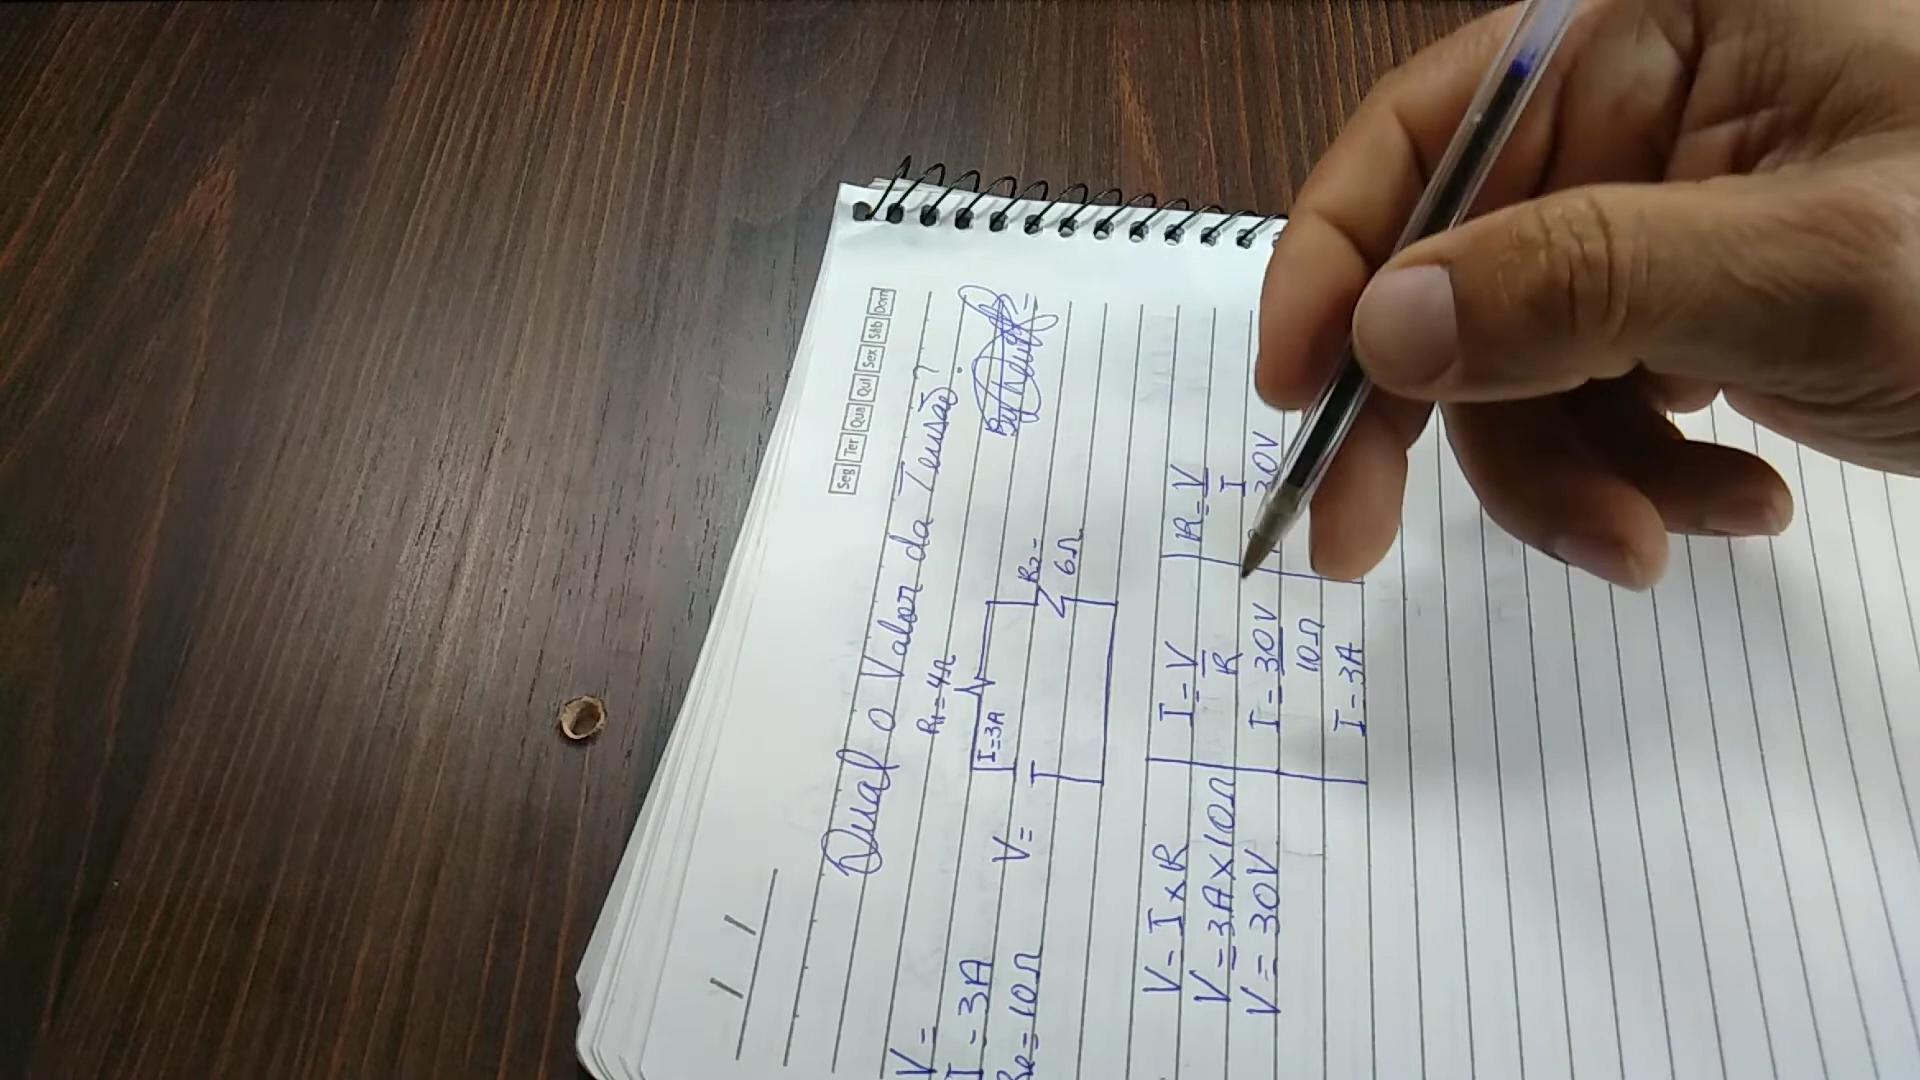 Seg Ter Qua Qui Sex Sáb Dom
/ /
Qual o Valor da Tensão?
V =
I = 3A
Re = 10Ω
R1 = 4Ω
I = 3A
V =
R2 =
6Ω
V = I x R
V = 3A x 10Ω
V = 30V
I = V
R
I = 30V
10Ω
I = 3A
R = V
I
30V